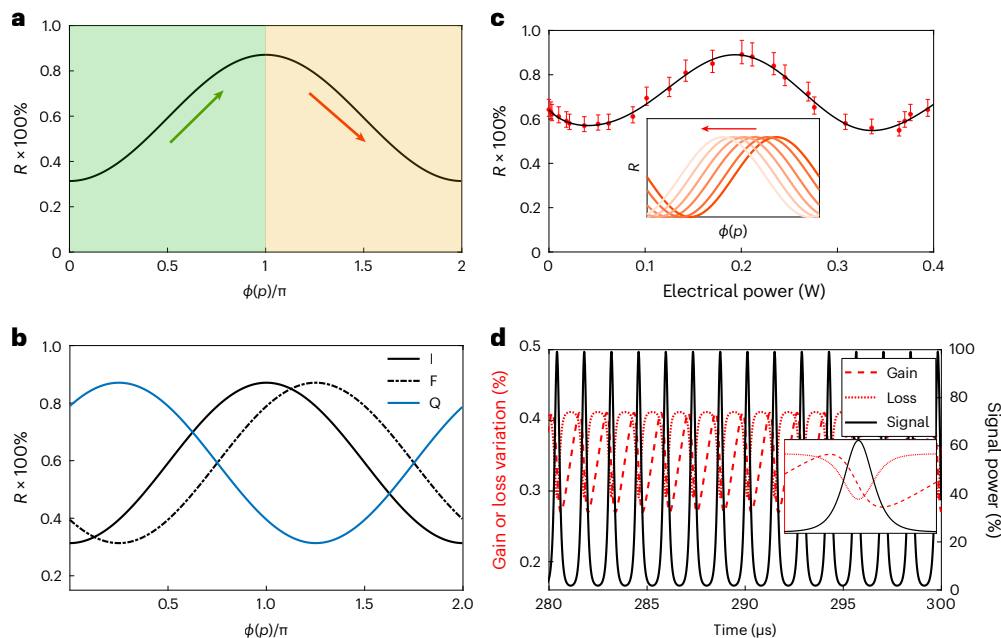 a
1.0
0.8
0.6
0.4
0.2
0
R × 100%
0
0.5
1
1.5
2
ϕ(p)/π
c
1.0
0.8
0.6
0.4
0.2
0
R × 100%
R
ϕ(p)
0
0.1
0.2
0.3
0.4
Electrical power (W)
b
1.0
0.8
0.6
0.4
0.2
R × 100%
I
F
Q
0.5
1.0
1.5
2.0
ϕ(p)/π
d
0.5
0.4
0.3
0.2
Gain or loss variation (%)
Gain
Loss
Signal
100
80
60
40
20
0
Signal power (%)
280
285
290
295
300
Time (µs)